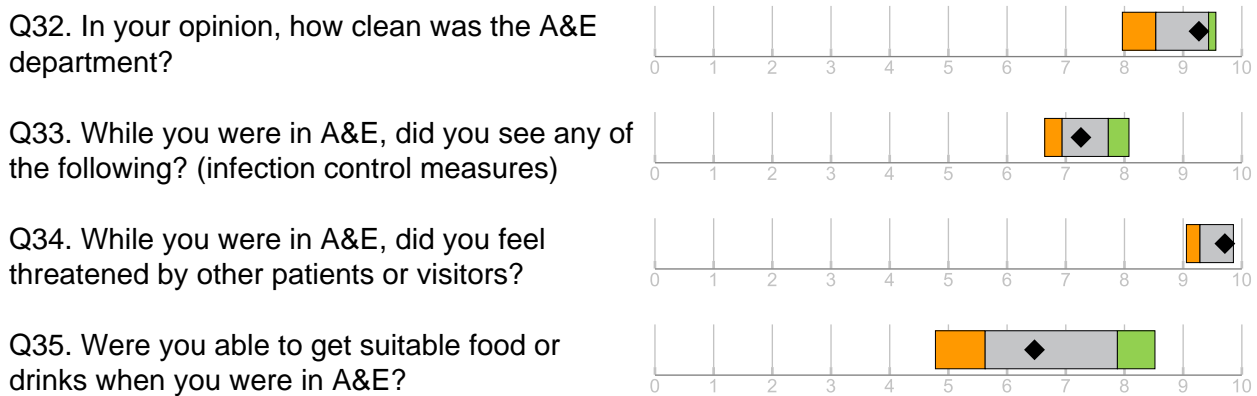 Q32. In your opinion, how clean was the A&E
department?
0 1 2 3 4 5 6 7 8 9 10
Q33. While you were in A&E, did you see any of
the following? (infection control measures)
0 1 2 3 4 5 6 7 8 9 10
Q34. While you were in A&E, did you feel
threatened by other patients or visitors?
0 1 2 3 4 5 6 7 8 9 10
Q35. Were you able to get suitable food or
drinks when you were in A&E?
0 1 2 3 4 5 6 7 8 9 10